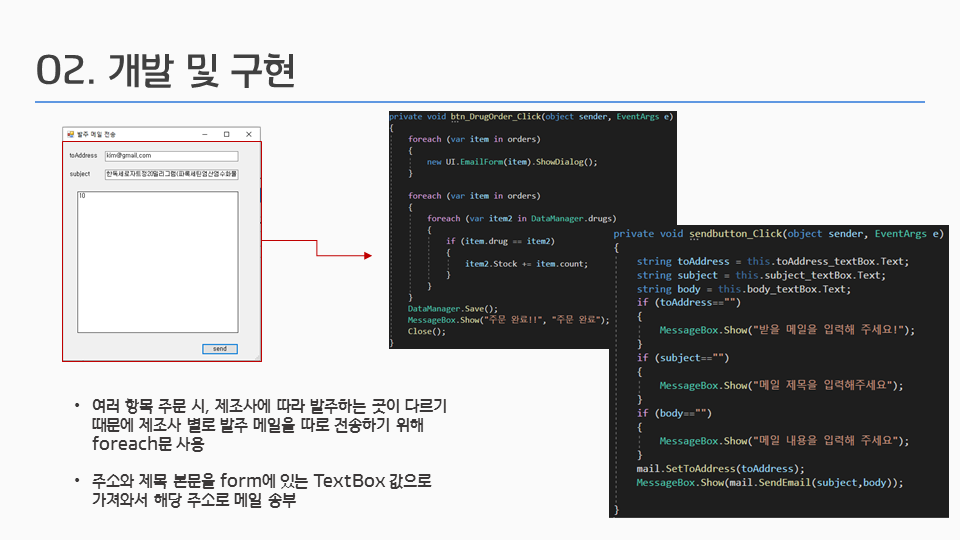 02. 개발 및 구현
발주 메일 전송
toAddress kim@gmail.com
subject 한독세로자트정20밀리그램(파록세틴염산염수화물
10
send
private void btn_DrugOrder_Click(object sender, EventArgs e)
{
foreach (var item in orders)
{
new UI.EmailForm(item).ShowDialog();
}
foreach (var item in orders)
{
foreach (var item2 in DataManager.drugs)
{
if (item.drug == item2)
{
item2.Stock += item.count;
}
}
}
DataManager.Save();
MessageBox.Show("주문 완료!!", "주문 완료");
Close();
}
private void sendbutton_Click(object sender, EventArgs e)
{
string toAddress = this.toAddress_textBox.Text;
string subject = this.subject_textBox.Text;
string body = this.body_textBox.Text;
if (toAddress=="")
{
MessageBox.Show("받을 메일을 입력해 주세요!");
}
if (subject=="")
{
MessageBox.Show("메일 제목을 입력해주세요");
}
if (body=="")
{
MessageBox.Show("메일 내용을 입력해 주세요");
}
mail.SetToAddress(toAddress);
MessageBox.Show(mail.SendEmail(subject,body));
}
• 여러 항목 주문 시, 제조사에 따라 발주하는 곳이 다르기
때문에 제조사 별로 발주 메일을 따로 전송하기 위해
foreach문 사용
• 주소와 제목 본문을 form에 있는 TextBox 값으로
가져와서 해당 주소로 메일 송부